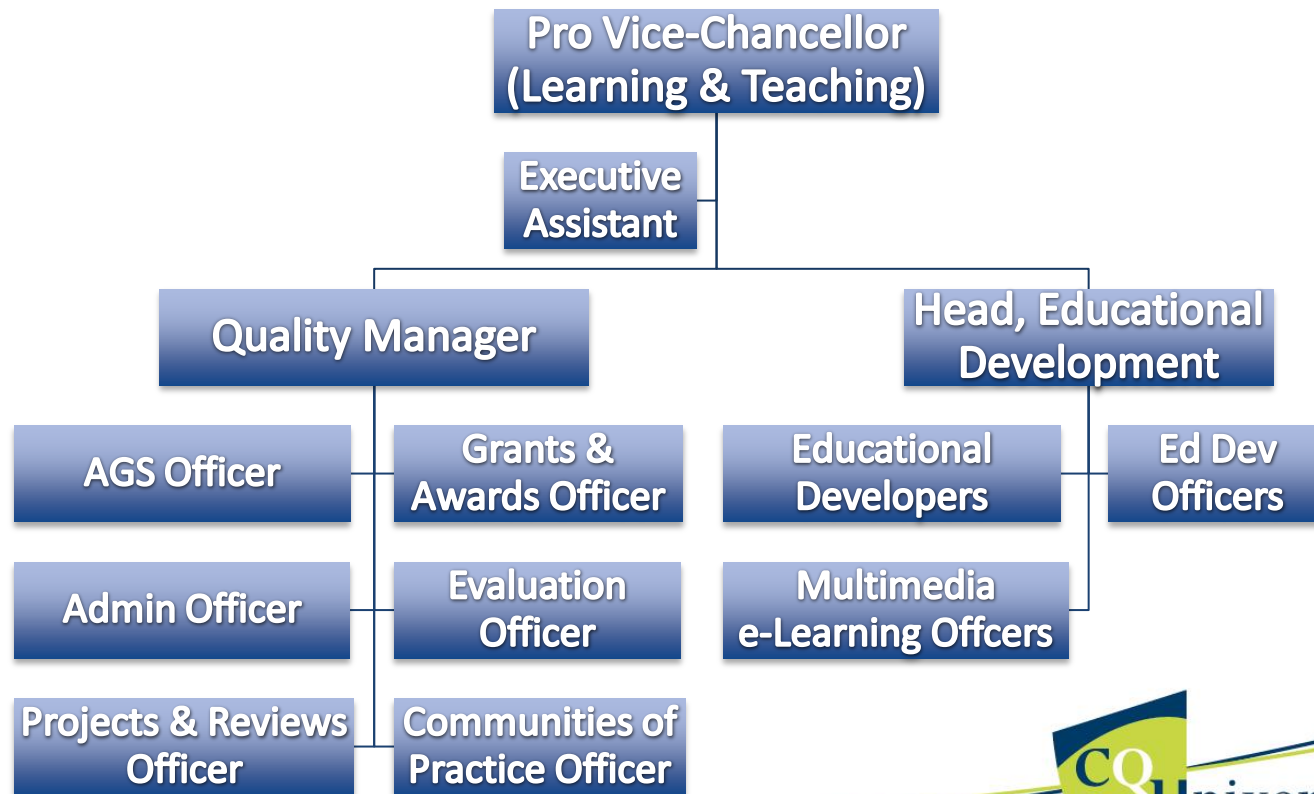 Pro Vice-Chancellor
(Learning & Teaching)
Executive
Assistant
Quality Manager
Head, Educational
Development
AGS Officer
Grants &
Awards Officer
Educational
Developers
Ed Dev
Officers
Admin Officer
Evaluation
Officer
Multimedia
e-Learning Offcers
Projects & Reviews
Officer
Communities of
Practice Officer
CQ